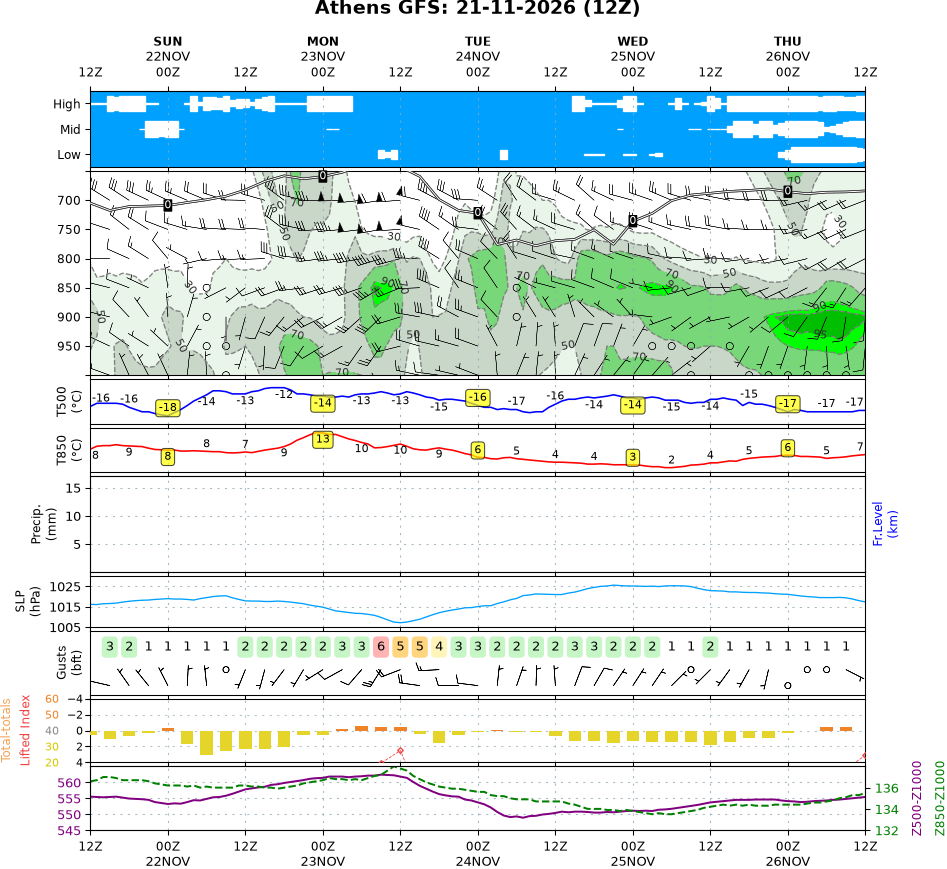 Athens GFS: 21-11-2026 (12Z)
SUN MON TUE WED THU
22NOV 23NOV 24NOV 25NOV 26NOV
12Z 00Z 12Z 00Z 12Z 00Z 12Z 00Z 12Z 00Z 12Z
High
Mid
Low
700
750
800
850
900
950
0 0 0 0 0
T500 (°C)
-16 -16 -18 -14 -13 -12 -14 -13 -13 -15 -16 -17 -16 -14 -14 -15 -14 -15 -17 -17 -17
T850 (°C)
8 9 8 8 7 9 13 10 10 9 6 5 4 4 3 2 4 5 6 5 7
Precip. (mm)
15
10
5
Fr.Level (km)
SLP (hPa)
1025
1015
1005
Gusts (bft)
3 2 1 1 1 1 1 2 2 2 2 2 3 3 6 5 5 4 3 3 2 2 2 2 3 3 2 2 2 1 1 2 1 1 1 1 1 1 1
Total-totals
Lifted Index
60 −4
50 −2
40 0
30 2
20 4
560
555
550
545
136
134
132
Z500-Z1000
Z850-Z1000
12Z 00Z 12Z 00Z 12Z 00Z 12Z 00Z 12Z 00Z 12Z
22NOV 23NOV 24NOV 25NOV 26NOV